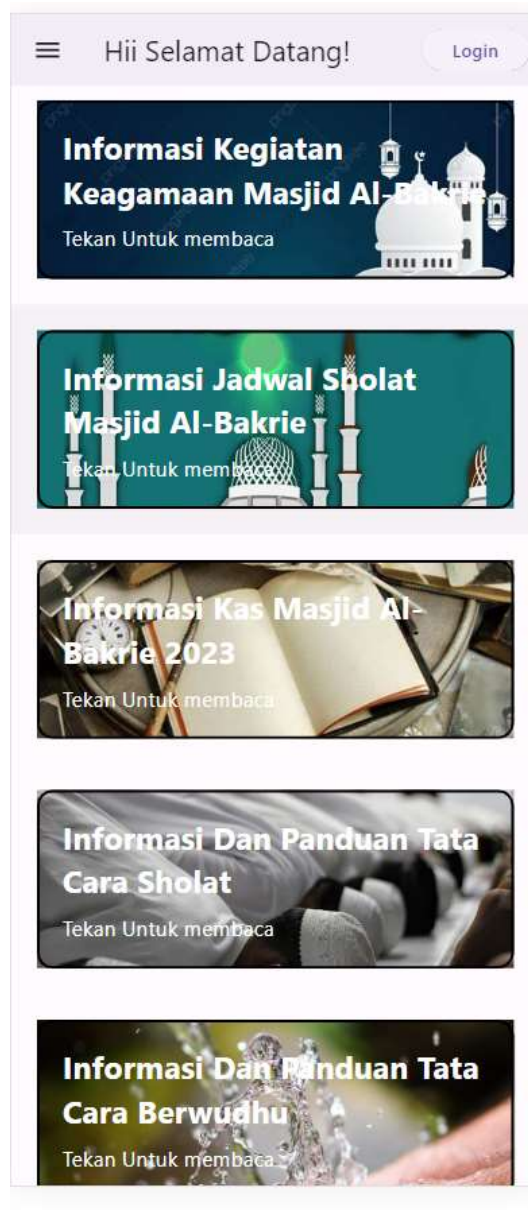 Hii Selamat Datang!
Login
Informasi Kegiatan
Keagamaan Masjid Al-Bakrie
Tekan Untuk membaca
Informasi Jadwal Sholat
Masjid Al-Bakrie
Tekan Untuk membaca
Informasi Kas Masjid Al-
Bakrie 2023
Tekan Untuk membaca
Informasi Dan Panduan Tata
Cara Sholat
Tekan Untuk membaca
Informasi Dan Panduan Tata
Cara Berwudhu
Tekan Untuk membaca